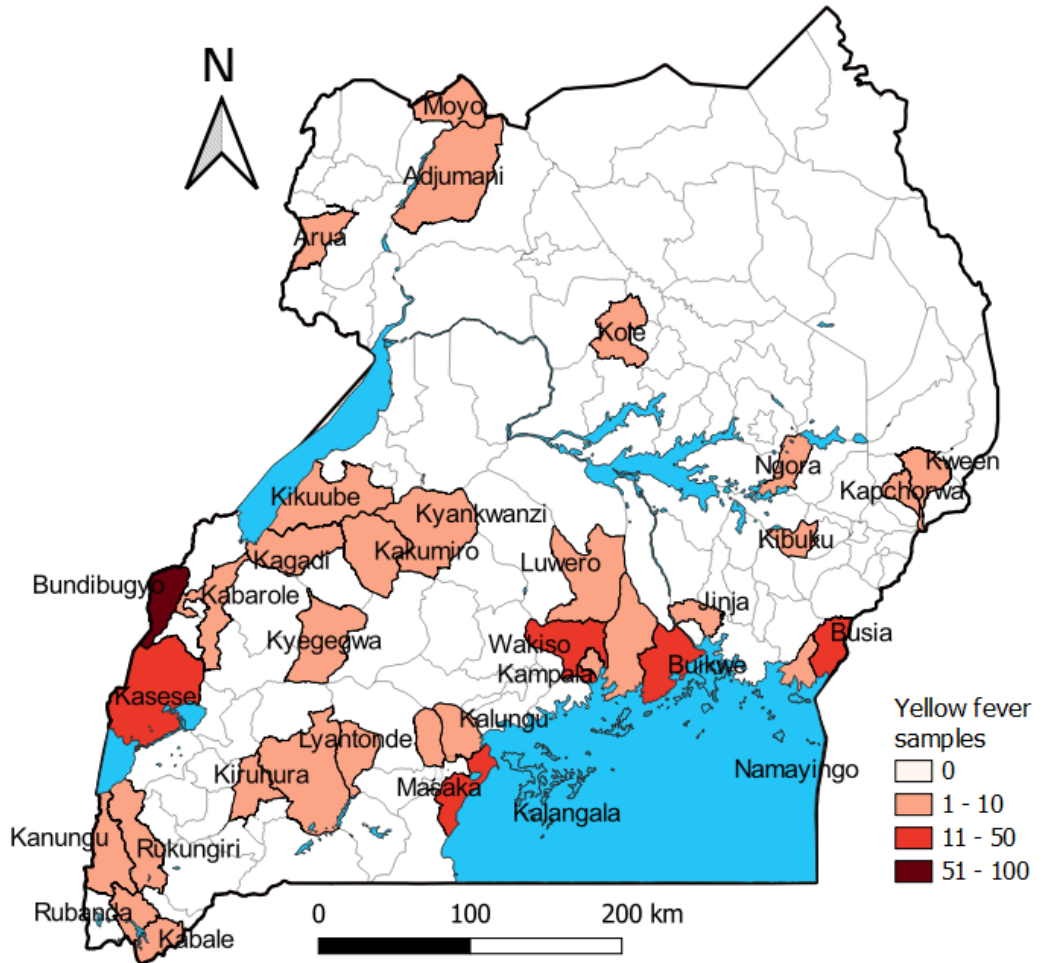 N
Moyo
Adjumani
Arua
Kole
Ngora
Kween
Kapchorwa
Kikuube
Kyankwanzi
Kibuku
Kagadi
Kakumiro
Luwero
Bundibugyo
Kabarole
Jinja
Kyegegwa
Wakiso
Busia
Kampala
Buikwe
Kasese
Kalungu
Yellow fever
samples
Lyantonde
0
Kiruhura
Namayingo
Masaka
1 - 10
Kalangala
11 - 50
Kanungu
Rukungiri
51 - 100
Rubanda
0 100 200 km
Kabale